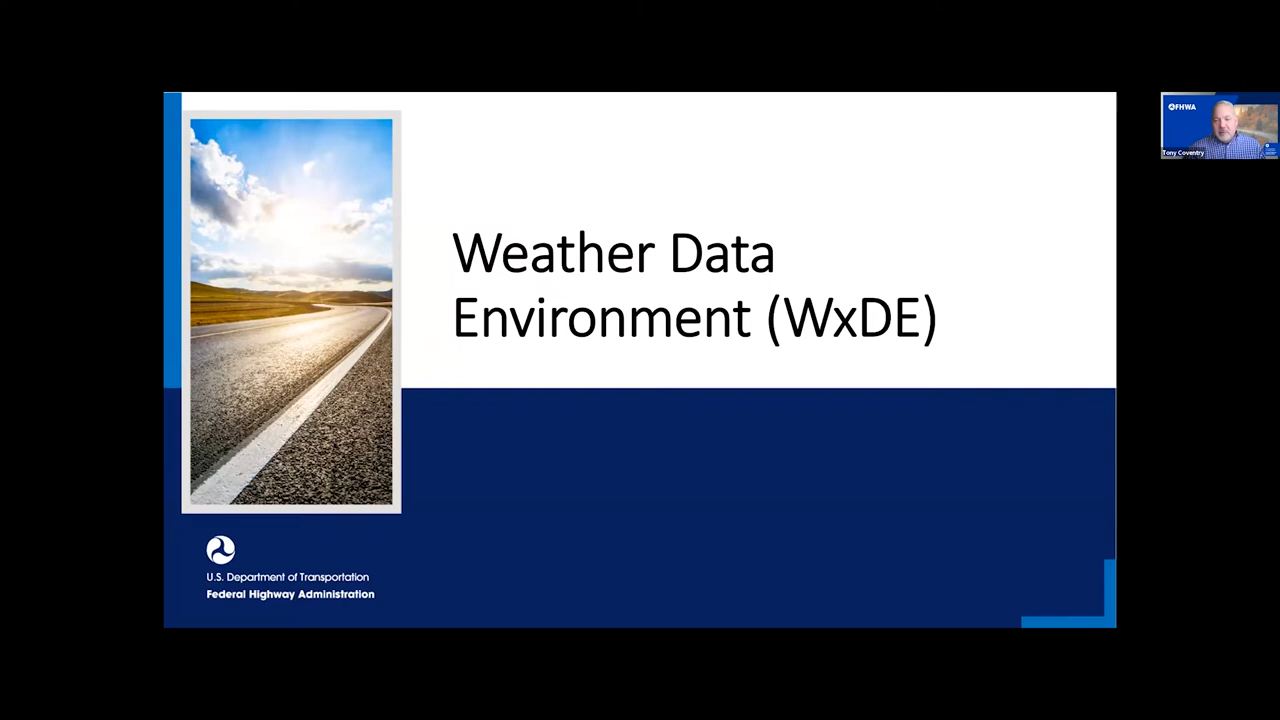 Weather Data
Environment (WxDE)
U.S. Department of Transportation
Federal Highway Administration
FHWA
Tony Coventry